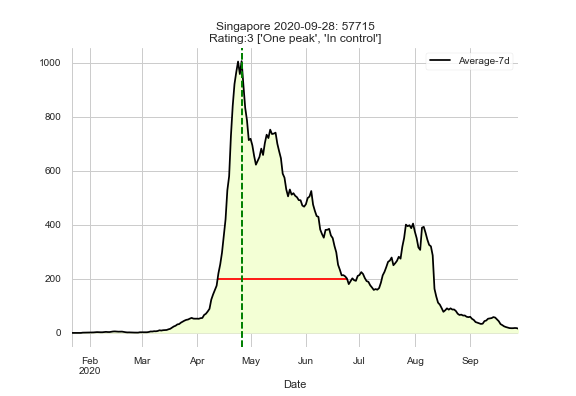 Singapore 2020-09-28: 57715
Rating:3 ['One peak', 'In control']
Average-7d
1000
800
600
400
200
0
Feb
2020
Mar
Apr
May
Jun
Jul
Aug
Sep
Date